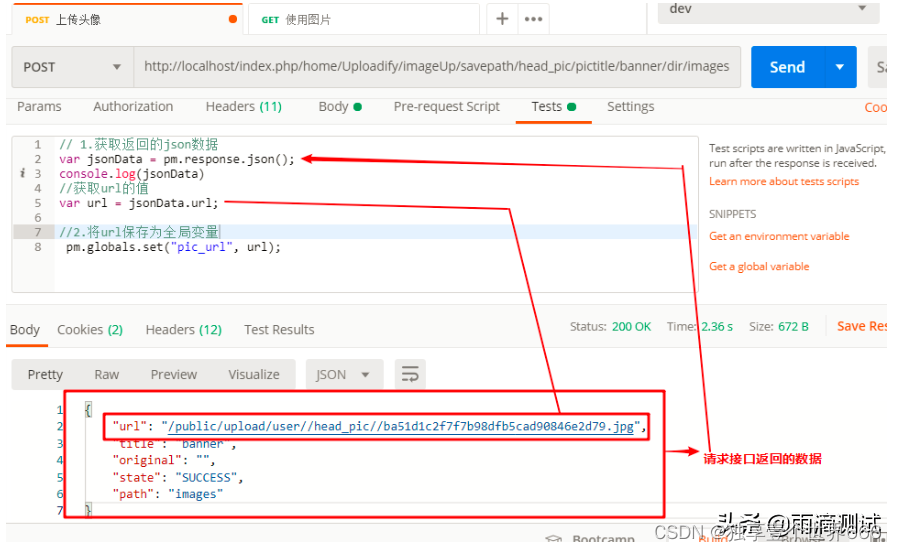 POST 上传头像
GET 使用图片
dev
POST
http://localhost/index.php/home/Uploadify/imageUp/savepath/head_pic/pictitle/banner/dir/images
Send
Params Authorization Headers (11) Body Pre-request Script Tests Settings
1 // 1.获取返回的json数据
2 var jsonData = pm.response.json();
3 console.log(jsonData)
4 //获取url的值
5 var url = jsonData.url;
6
7 //2.将url保存为全局变量
8 pm.globals.set("pic_url", url);
Test scripts are written in JavaScript,
run after the response is received.
Learn more about tests scripts
SNIPPETS
Get an environment variable
Get a global variable
Body Cookies (2) Headers (12) Test Results
Status: 200 OK Time: 2.36 s Size: 672 B Save Res
Pretty Raw Preview Visualize JSON
1 {
2 "url": "/public/upload/user//head_pic//ba51d1c2f7f7b98dfb5cad90846e2d79.jpg",
3 "title": "banner",
4 "original": "",
5 "state": "SUCCESS",
6 "path": "images"
7 }
请求接口返回的数据
头条 @雨滴测试
Bootcamp Build